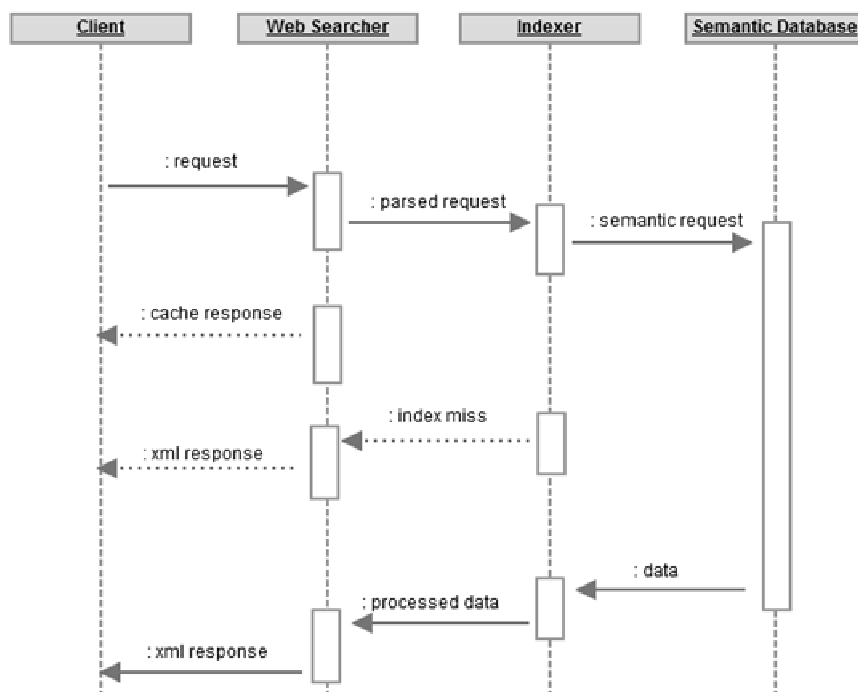 Client
Web Searcher
Indexer
Semantic Database
: request
: parsed request
: semantic request
: cache response
: index miss
: xml response
: data
: processed data
: xml response